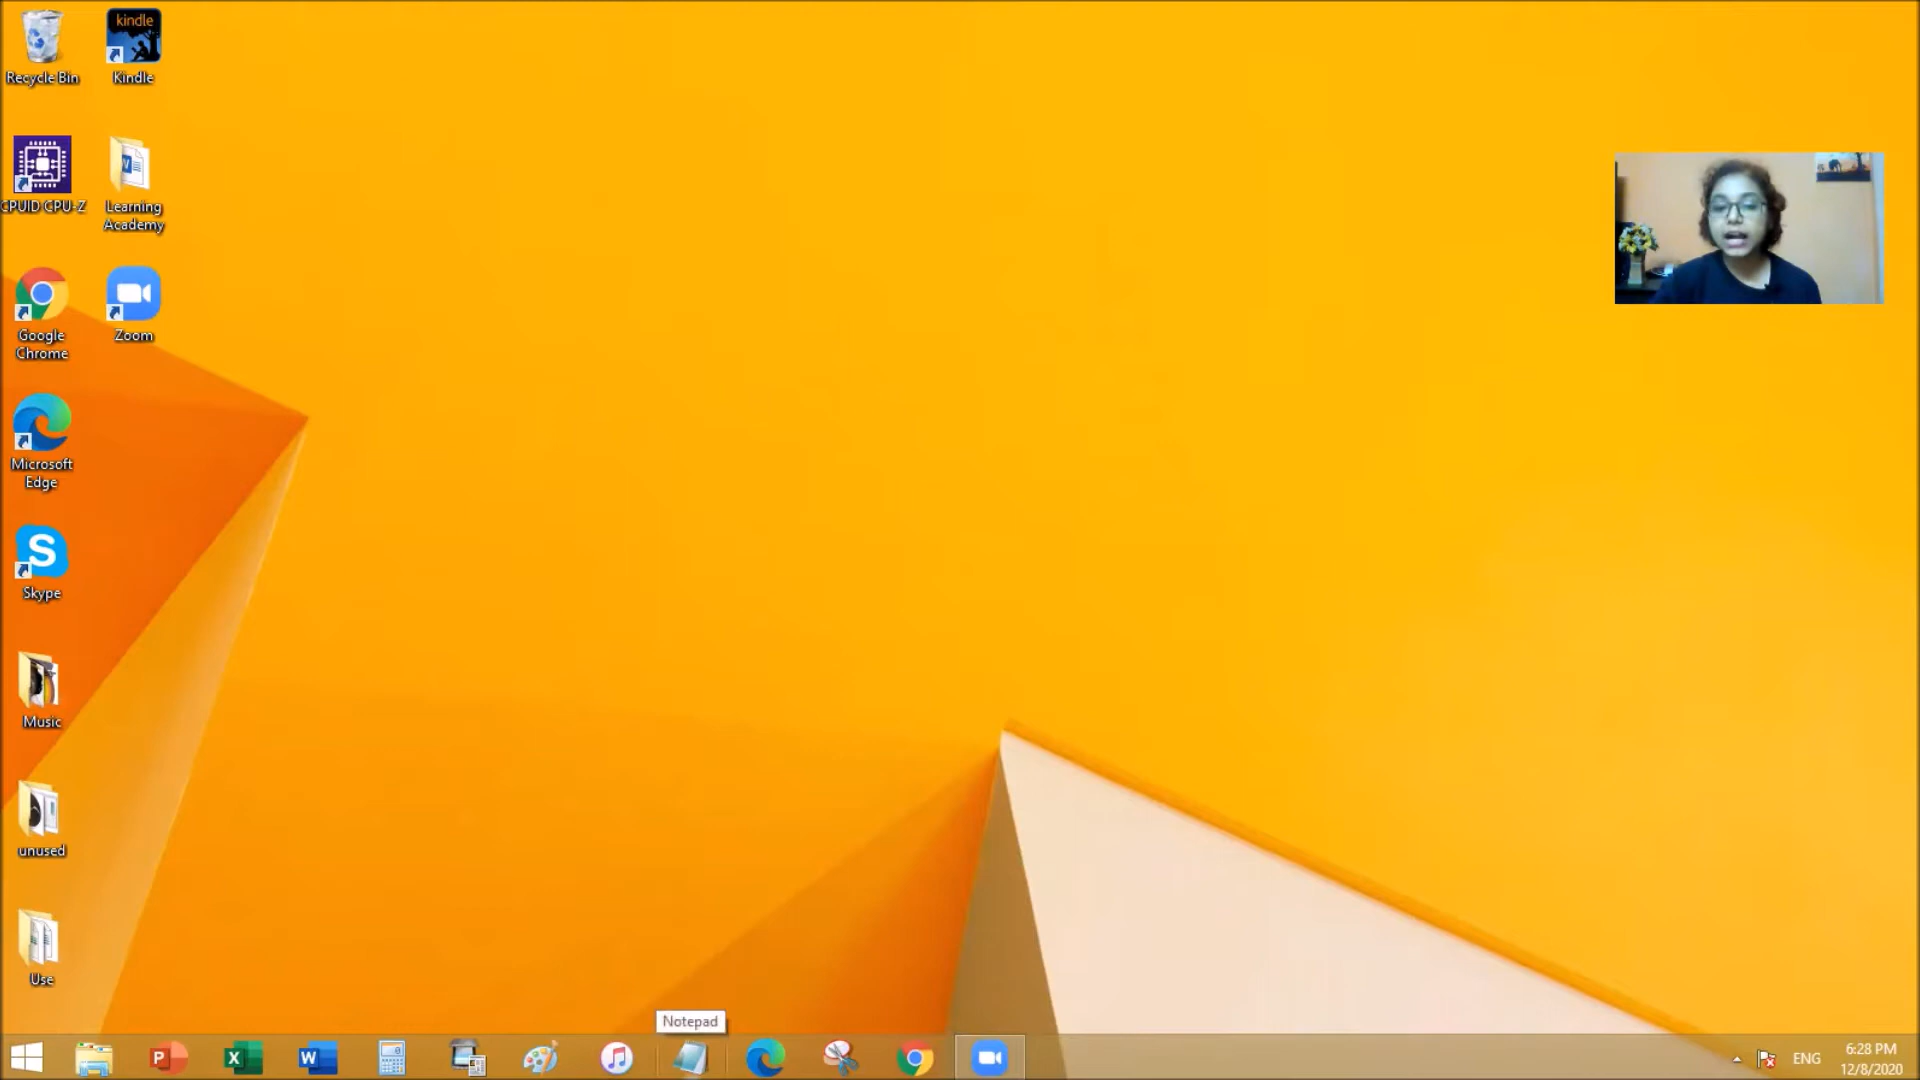 kindle
Recycle Bin
Kindle
CPUID CPU-Z
Learning
Academy
Google
Chrome
Zoom
Microsoft
Edge
S
Skype
Music
unused
Use
Notepad
P
X
W
ENG
6:28 PM
12/8/2020